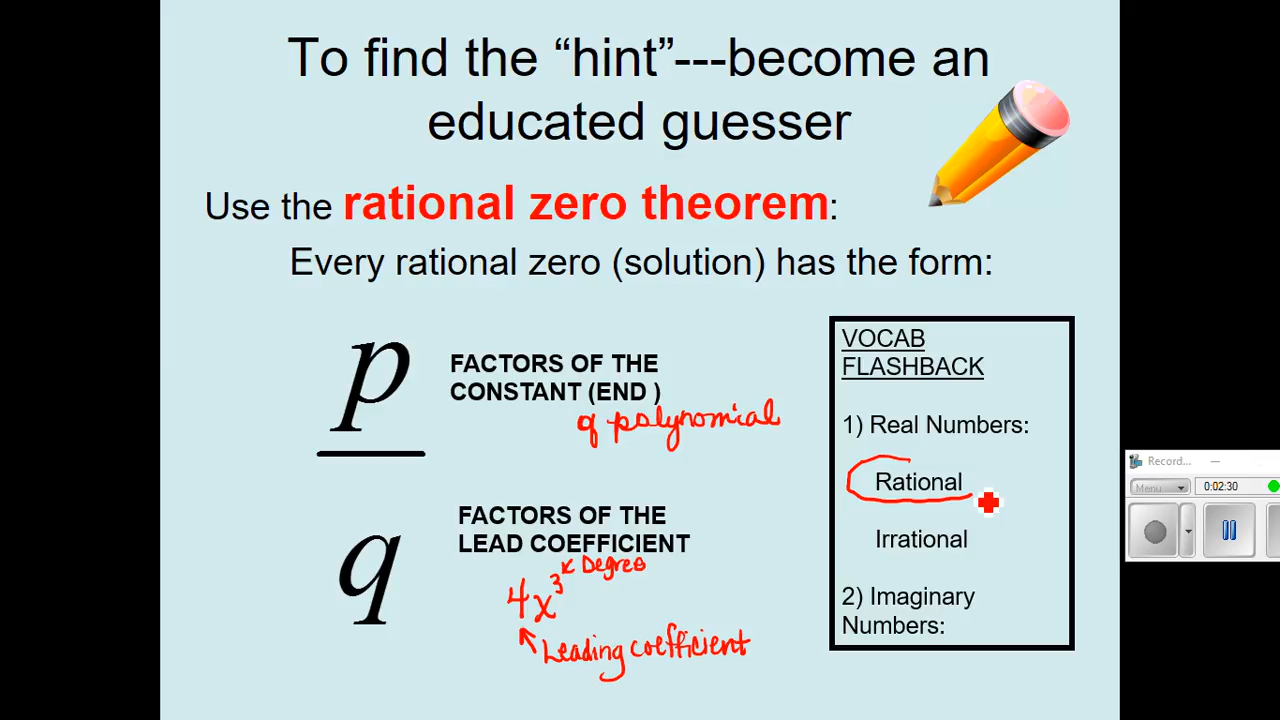 To find the “hint”---become an
educated guesser
Use the rational zero theorem:
Every rational zero (solution) has the form:
p
FACTORS OF THE
CONSTANT (END )
of polynomial
q
FACTORS OF THE
LEAD COEFFICIENT
Degree
4x³
Leading coefficient
VOCAB
FLASHBACK
1) Real Numbers:
Rational
Irrational
2) Imaginary
Numbers:
Record...
Menu...
0:02:30